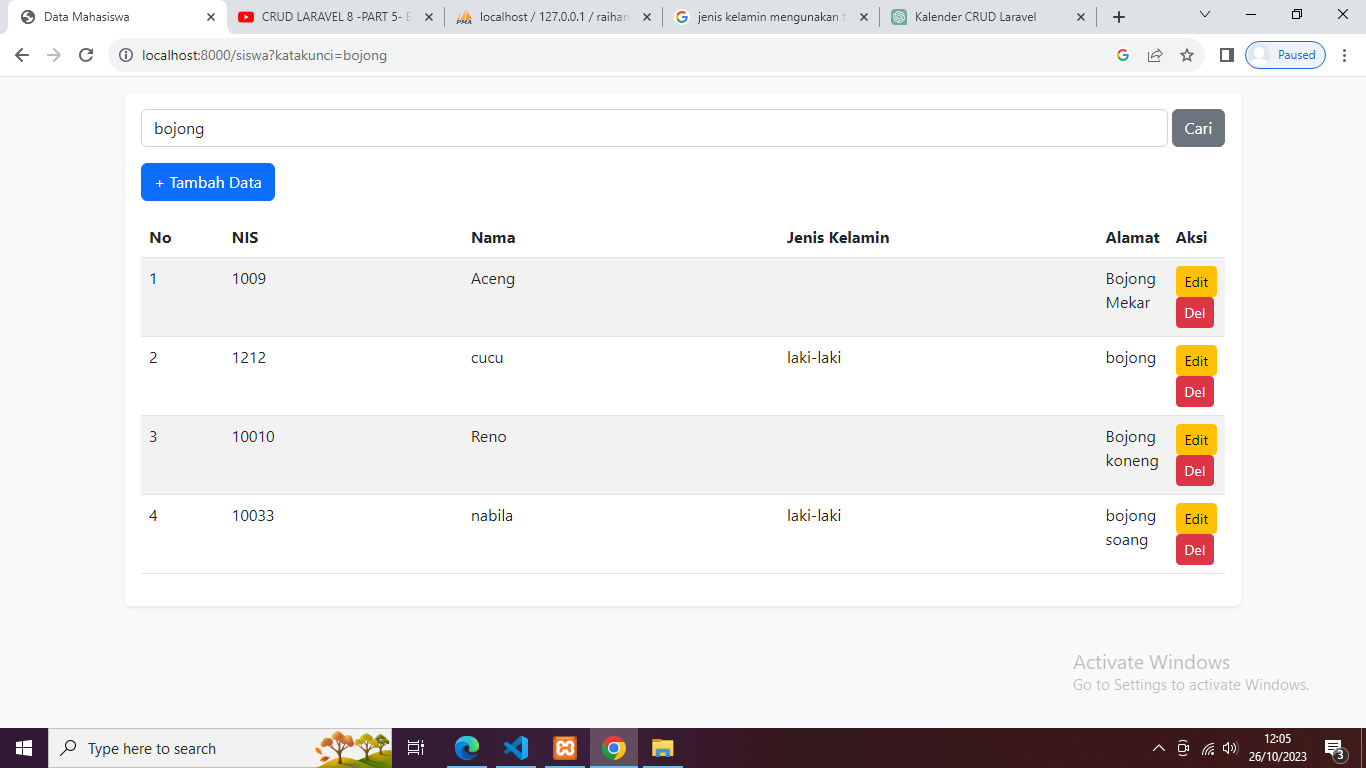 Data Mahasiswa
CRUD LARAVEL 8 -PART 5- E
localhost / 127.0.0.1 / raihan
jenis kelamin mengunakan t
Kalender CRUD Laravel
localhost:8000/siswa?katakunci=bojong
Paused
bojong
Cari
+ Tambah Data
No NIS Nama Jenis Kelamin Alamat Aksi
1 1009 Aceng Bojong Edit
Mekar Del
2 1212 cucu laki-laki bojong Edit
Del
3 10010 Reno Bojong Edit
koneng Del
4 10033 nabila laki-laki bojong Edit
soang Del
Activate Windows
Go to Settings to activate Windows.
Type here to search
12:05
26/10/2023
3